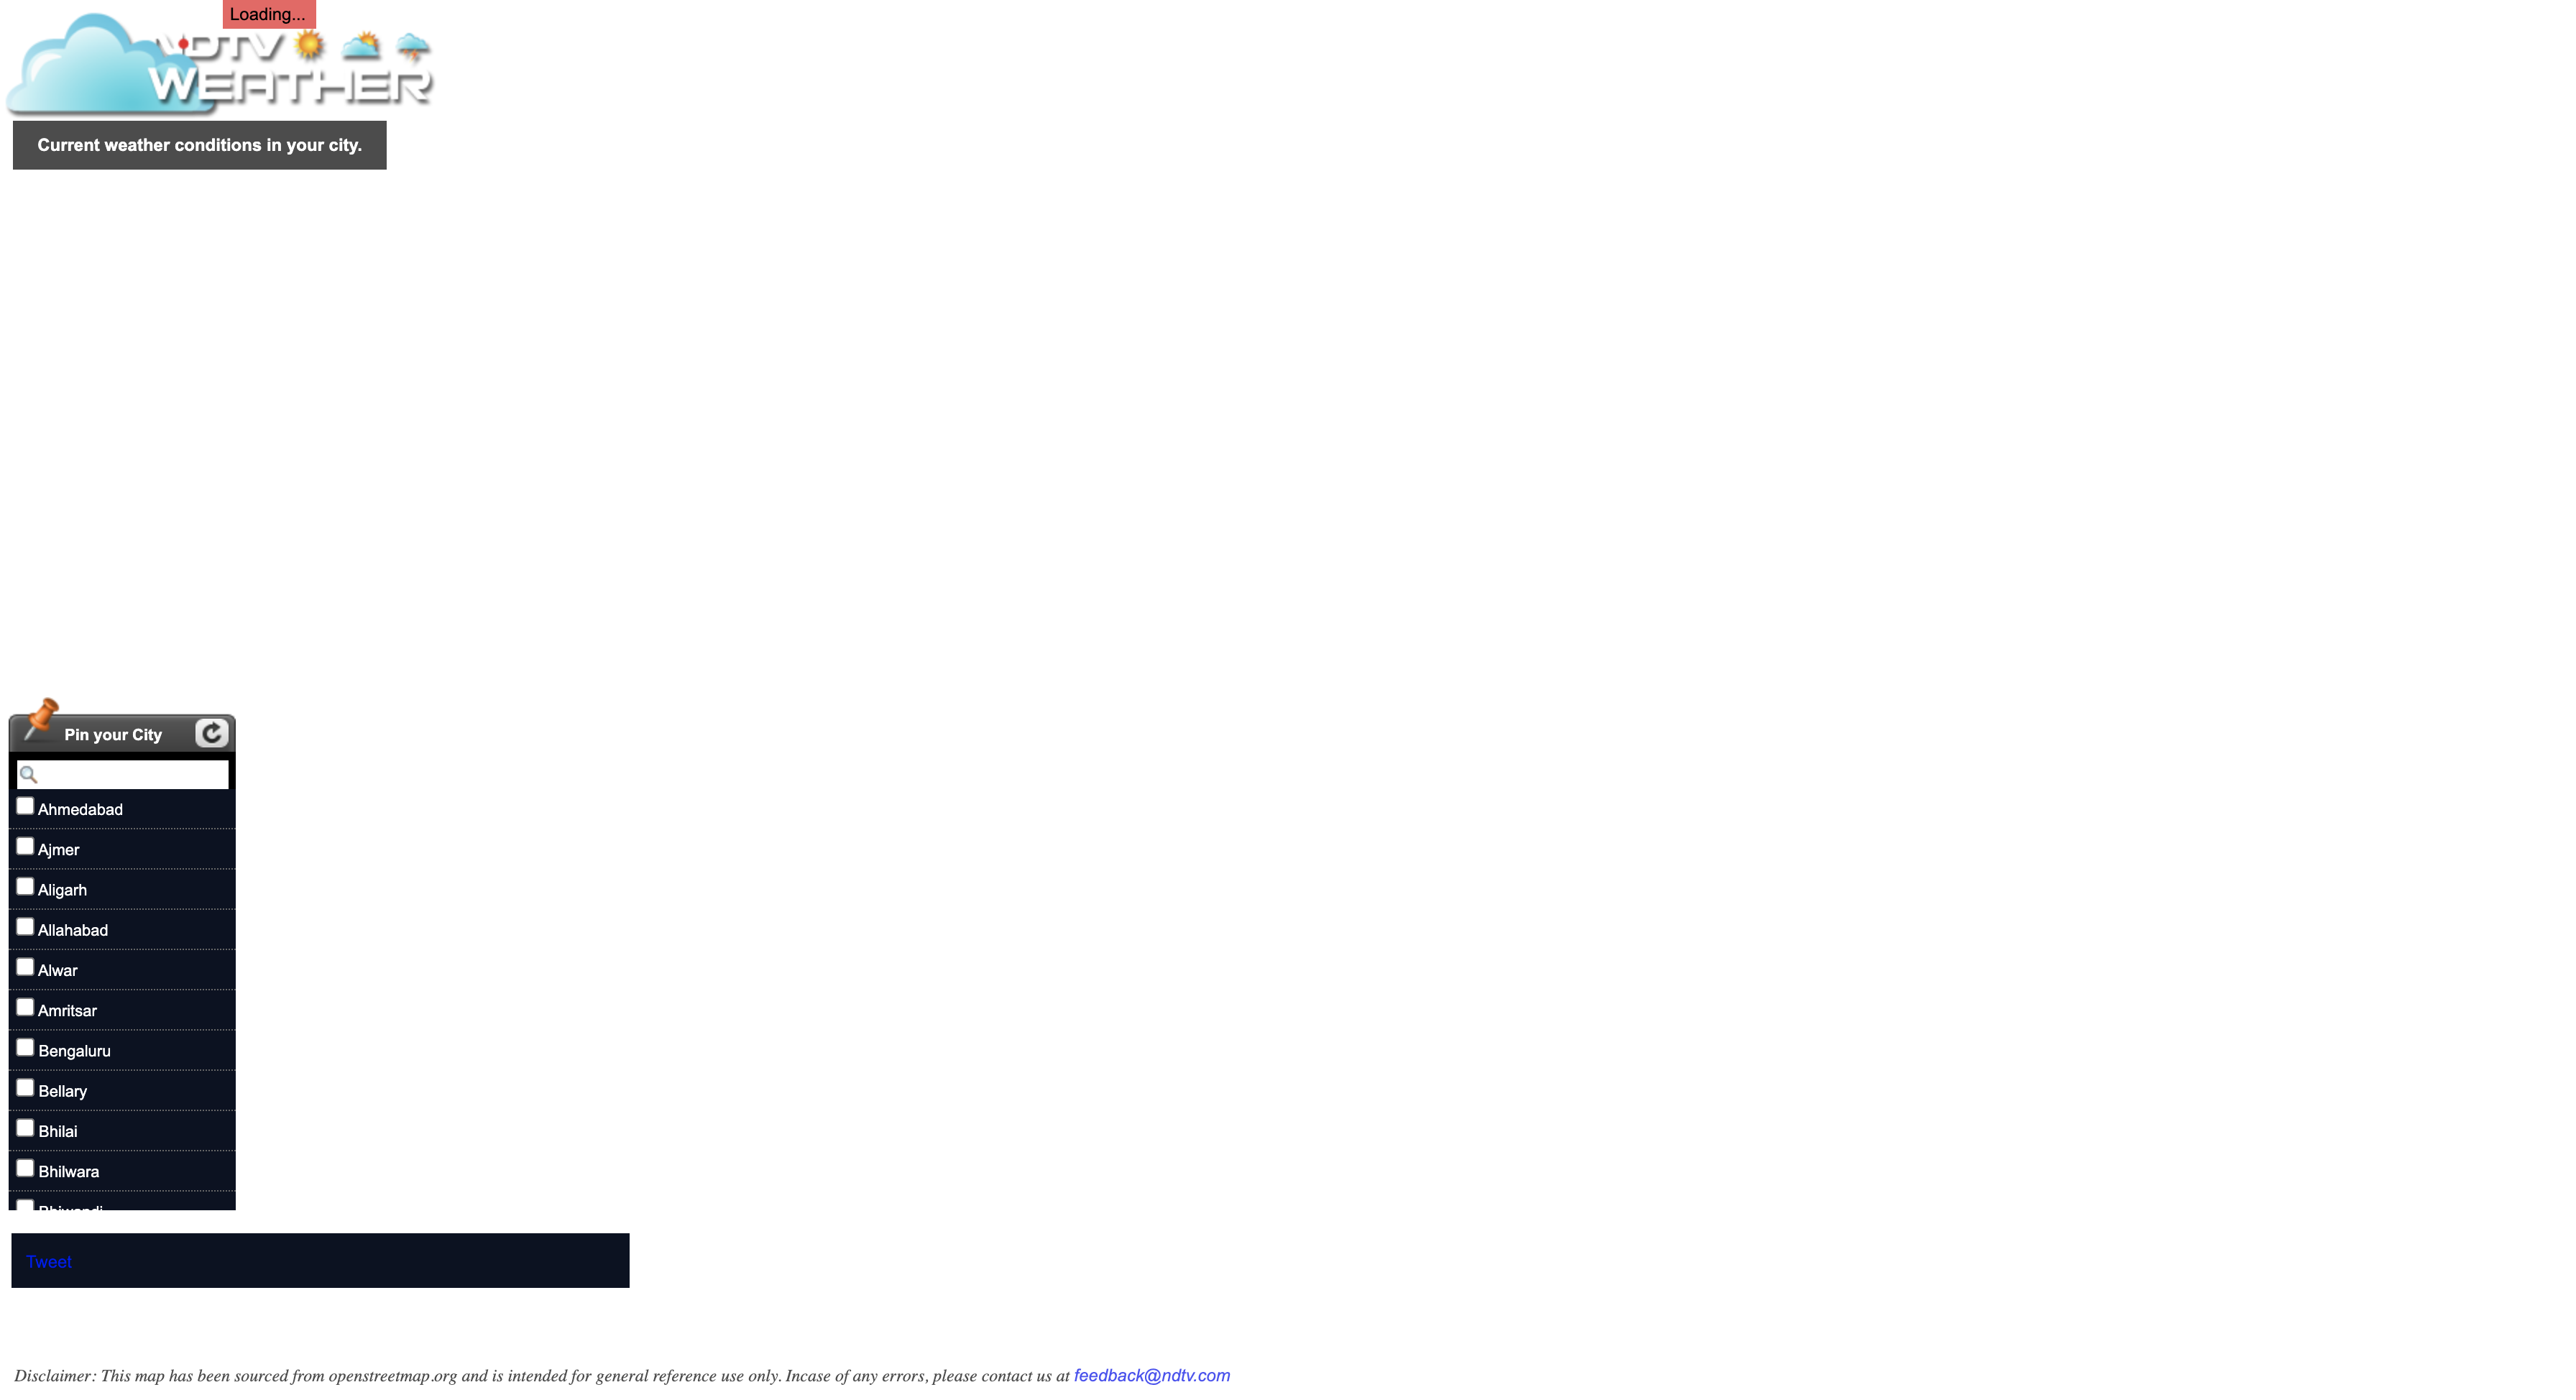 Loading...
NDTV
WEATHER
Current weather conditions in your city.
Pin your City
Ahmedabad
Ajmer
Aligarh
Allahabad
Alwar
Amritsar
Bengaluru
Bellary
Bhilai
Bhilwara
Tweet
Disclaimer: This map has been sourced from openstreetmap.org and is intended for general reference use only. Incase of any errors, please contact us at feedback@ndtv.com